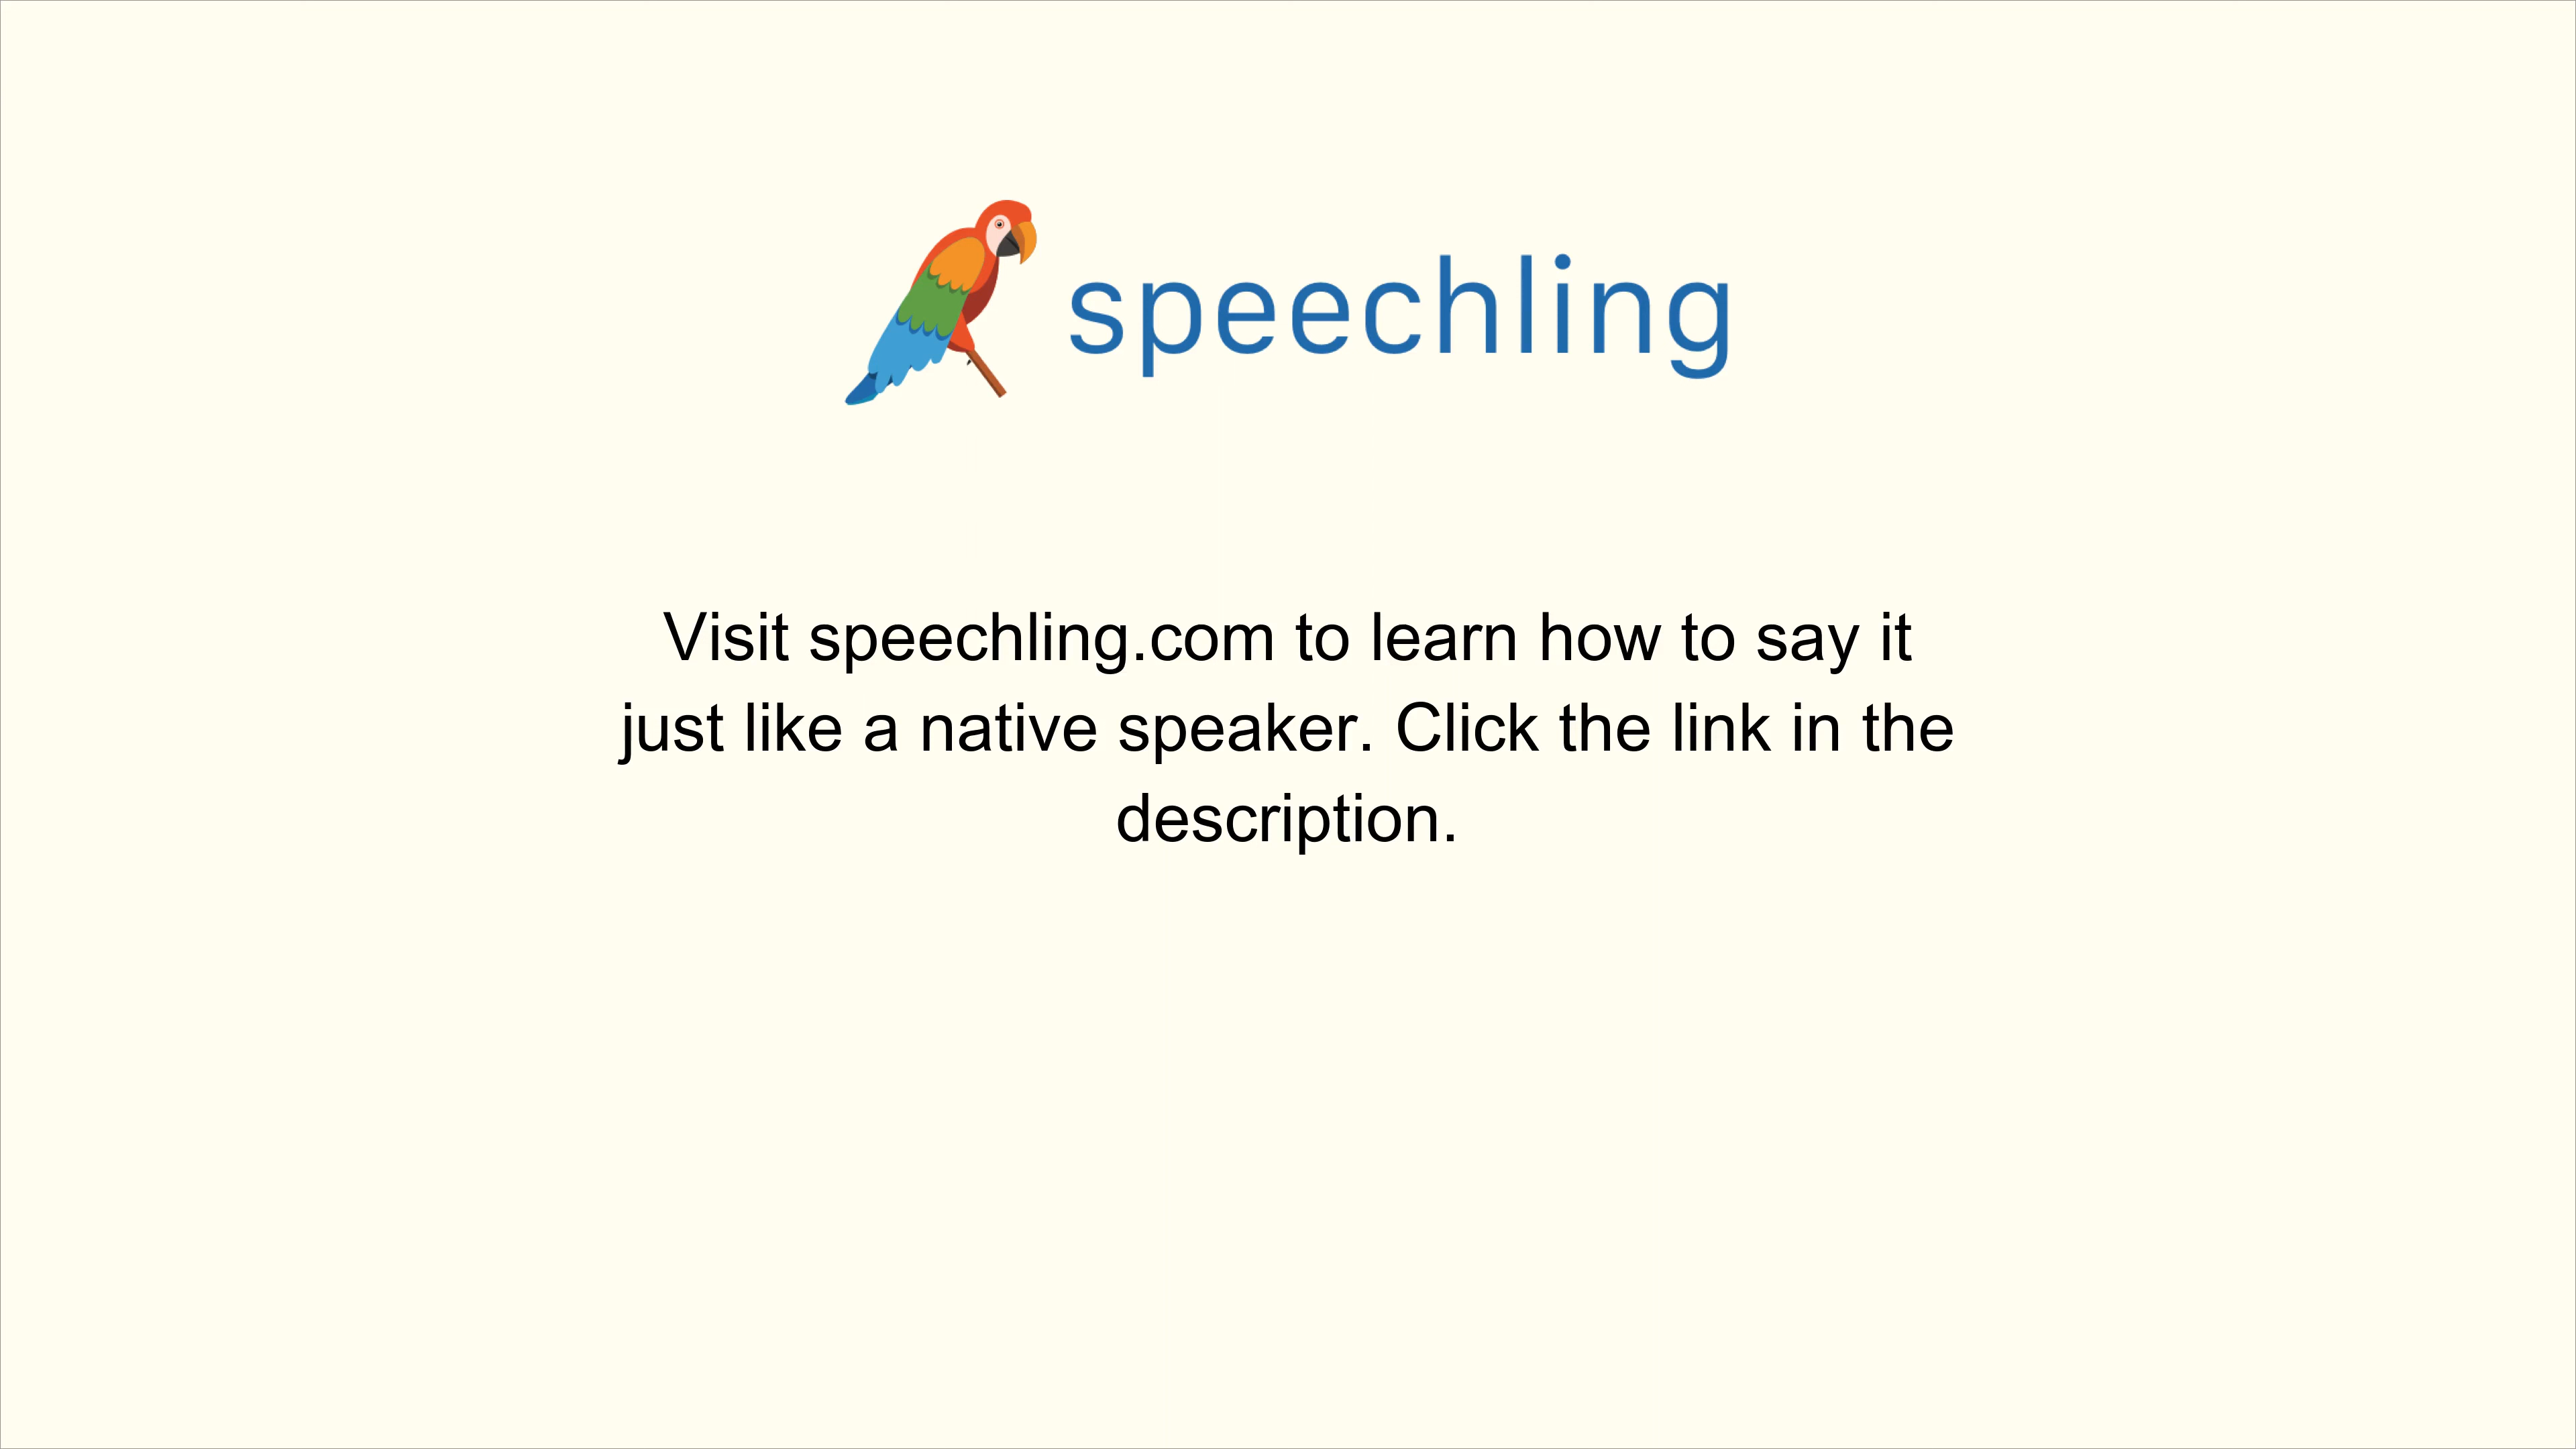 speechling
Visit speechling.com to learn how to say it
just like a native speaker. Click the link in the
description.